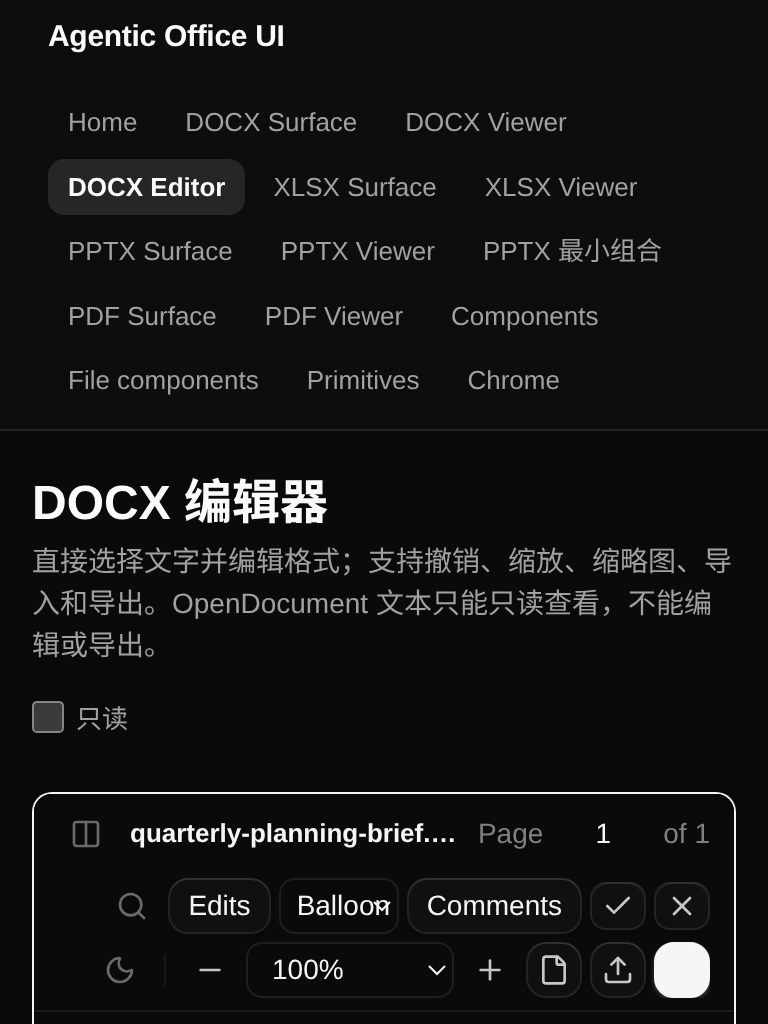 Agentic Office UI
Home DOCX Surface DOCX Viewer
DOCX Editor XLSX Surface XLSX Viewer
PPTX Surface PPTX Viewer PPTX 最小组合
PDF Surface PDF Viewer Components
File components Primitives Chrome
DOCX 编辑器
直接选择文字并编辑格式；支持撤销、缩放、缩略图、导
入和导出。OpenDocument 文本只能只读查看，不能编
辑或导出。
只读
quarterly-planning-brief.… Page 1 of 1
Edits Balloon Comments
100%